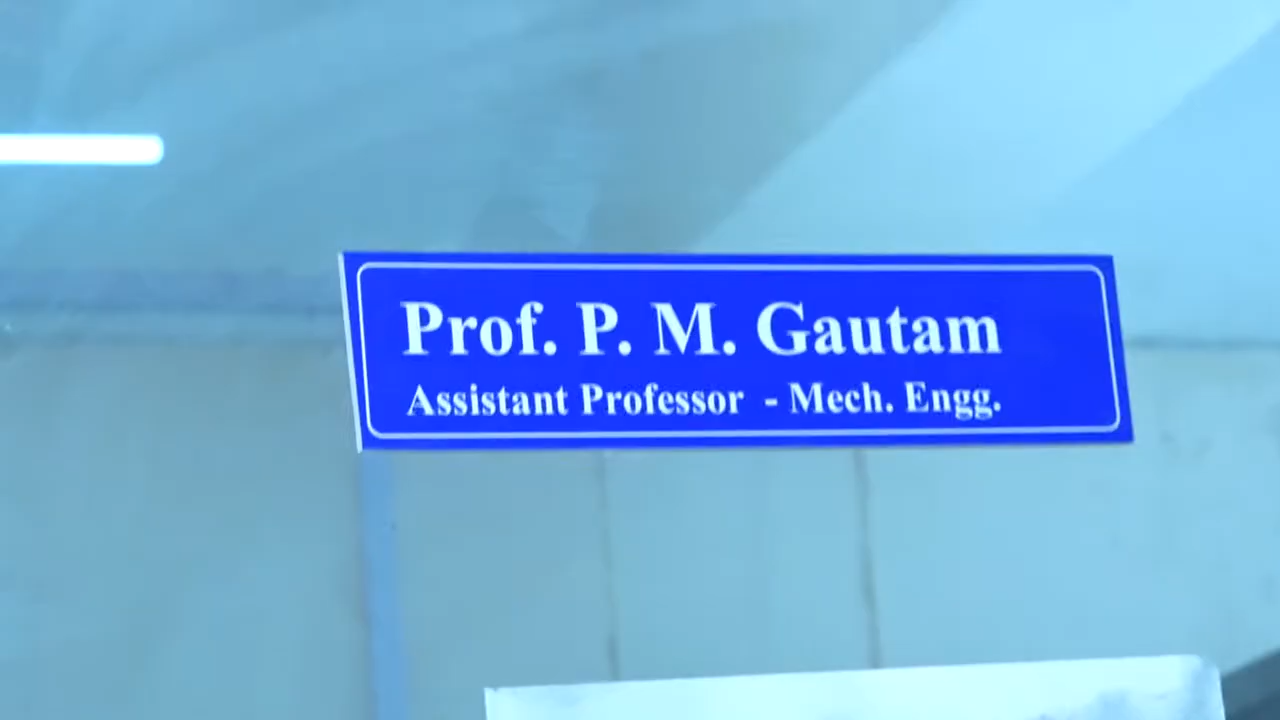 Prof. P. M. Gautam
Assistant Professor - Mech. Engg.